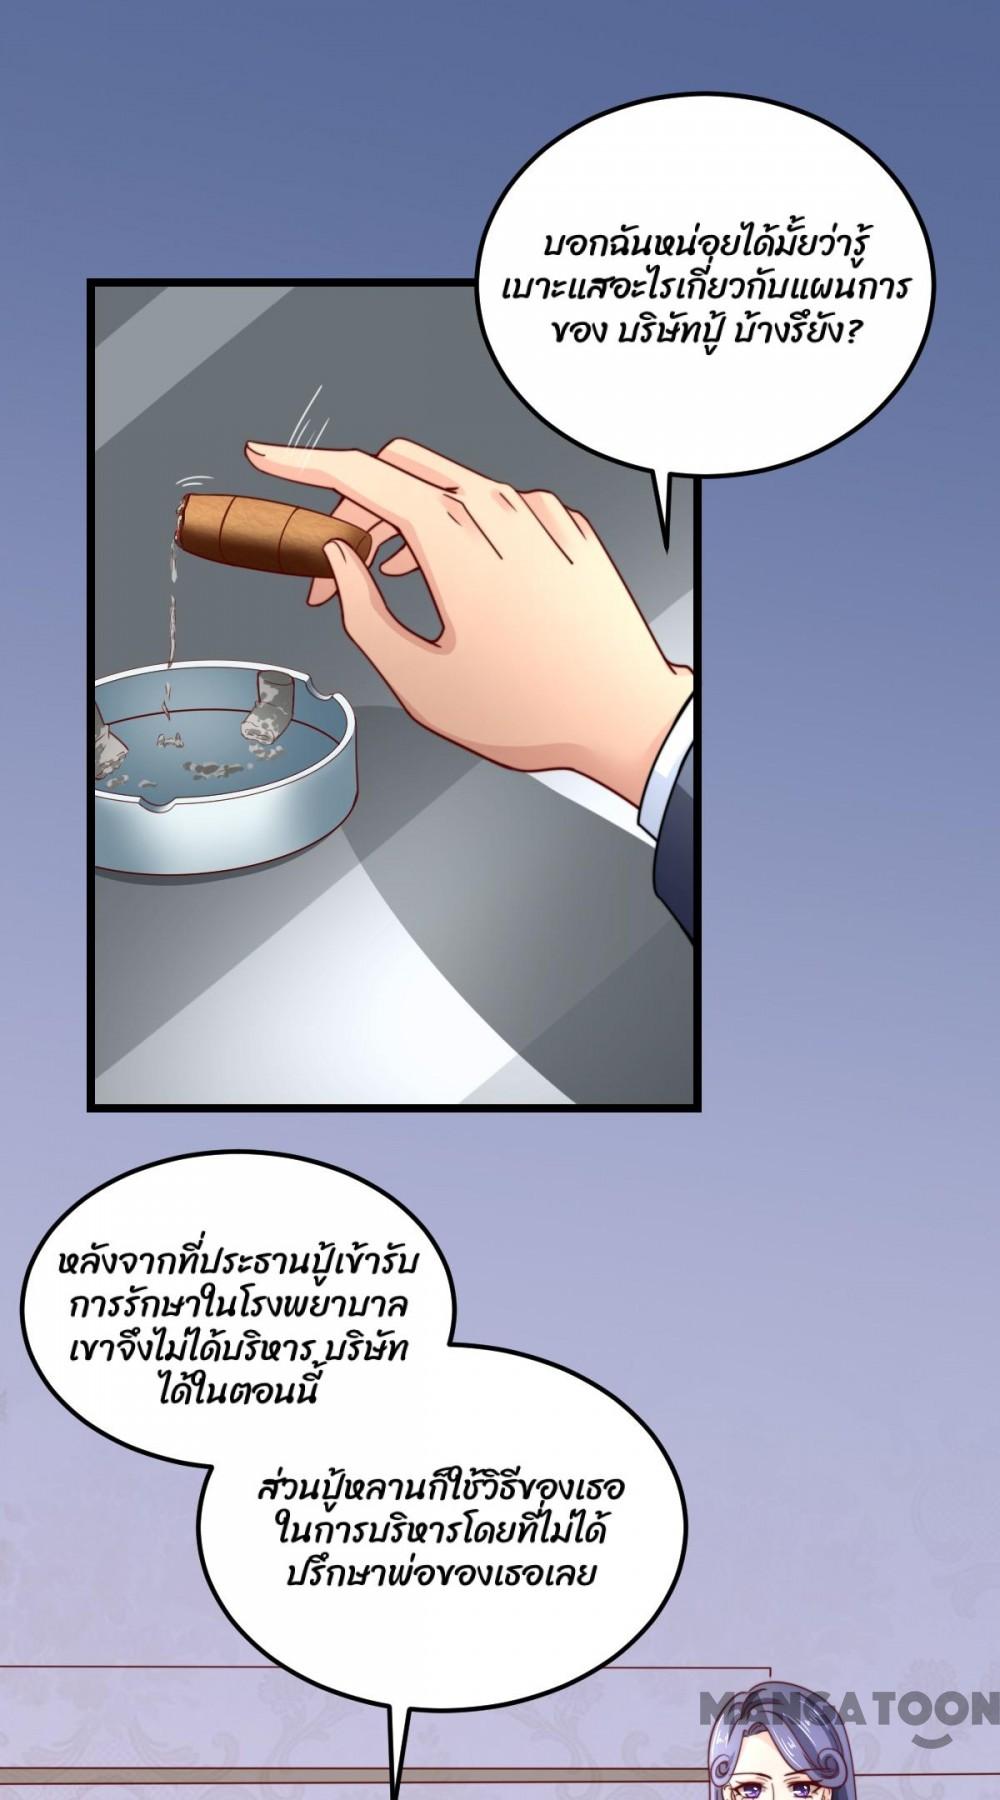 บอกฉันหน่อยได้มั้ยว่ารู้
เบาะแสอะไรเกี่ยวกับแผนการ
ของ บริษัทปู้ บ้างรึยัง?
หลังจากที่ประธานปู้เข้ารับ
การรักษาในโรงพยาบาล
เขาจึงไม่ได้บริหาร บริษัท
ได้ในตอนนี้
ส่วนปู้หลานก็ใช้วิธีของเธอ
ในการบริหารโดยที่ไม่ได้
ปรึกษาพ่อของเธอเลย
MANGATOON